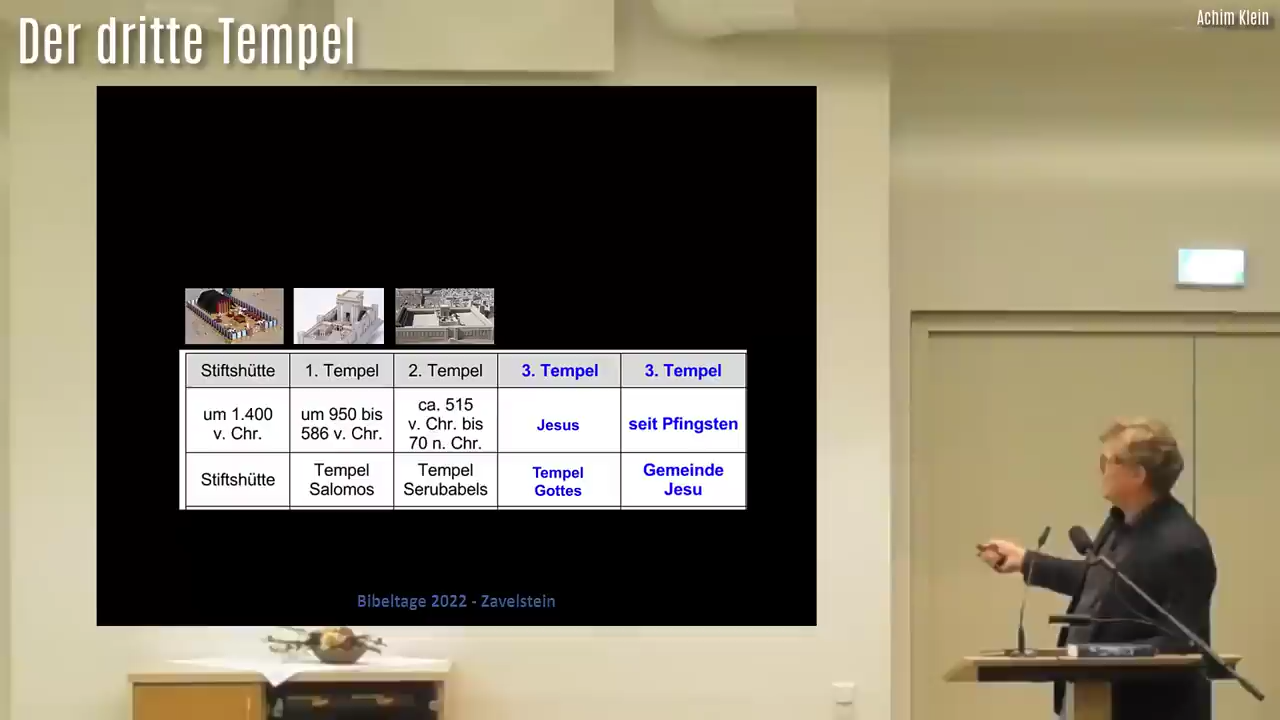 Der dritte Tempel
Achim Klein
Stiftshütte
1. Tempel
2. Tempel
3. Tempel
3. Tempel
um 1.400
v. Chr.
um 950 bis
586 v. Chr.
ca. 515
v. Chr. bis
70 n. Chr.
Jesus
seit Pfingsten
Stiftshütte
Tempel
Salomos
Tempel
Serubabels
Tempel
Gottes
Gemeinde
Jesu
Bibeltage 2022 - Zavelstein